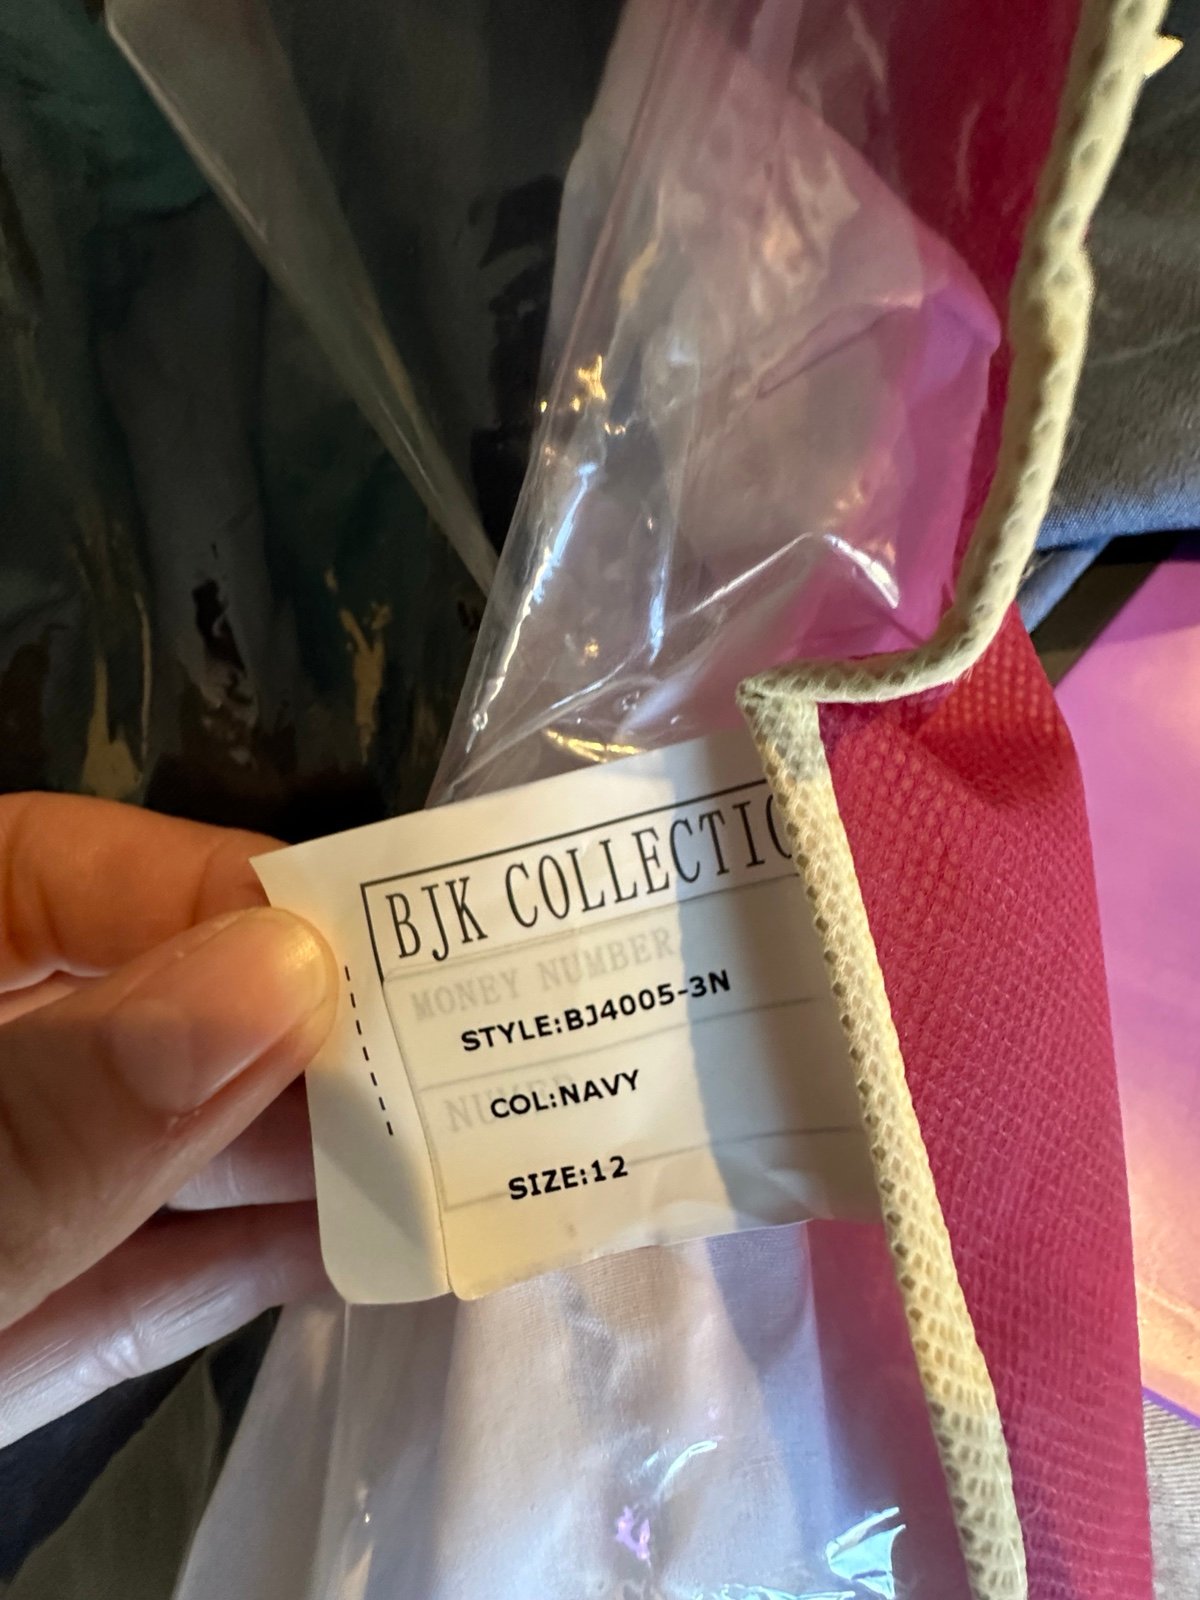 BJK COLLECTIO
MONEY NUMBER
STYLE:BJ4005-3N
COL:NAVY
SIZE:12